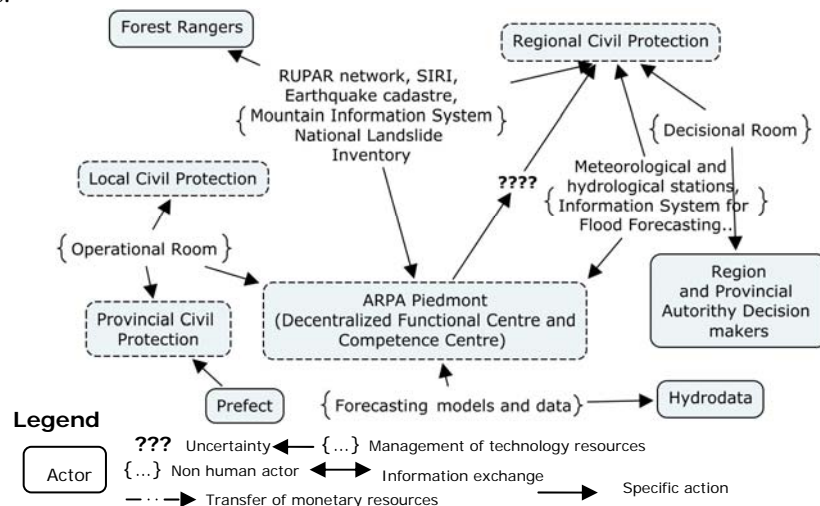 Forest Rangers
Regional Civil Protection
RUPAR network, SIRI,
Earthquake cadastre,
{ Mountain Information System }
National Landslide
Inventory
{ Decisional Room }
Local Civil Protection
????
Meteorological and
hydrological stations,
{ Information System for }
Flood Forecasting..
{ Operational Room }
Region
and Provincial
Autorithy Decision
makers
ARPA Piedmont
(Decentralized Functional Centre and
Competence Centre)
Provincial Civil
Protection
Prefect
{ Forecasting models and data }
Hydrodata
Legend
Actor
??? Uncertainty
{...} Management of technology resources
{...} Non human actor
Information exchange
Specific action
Transfer of monetary resources